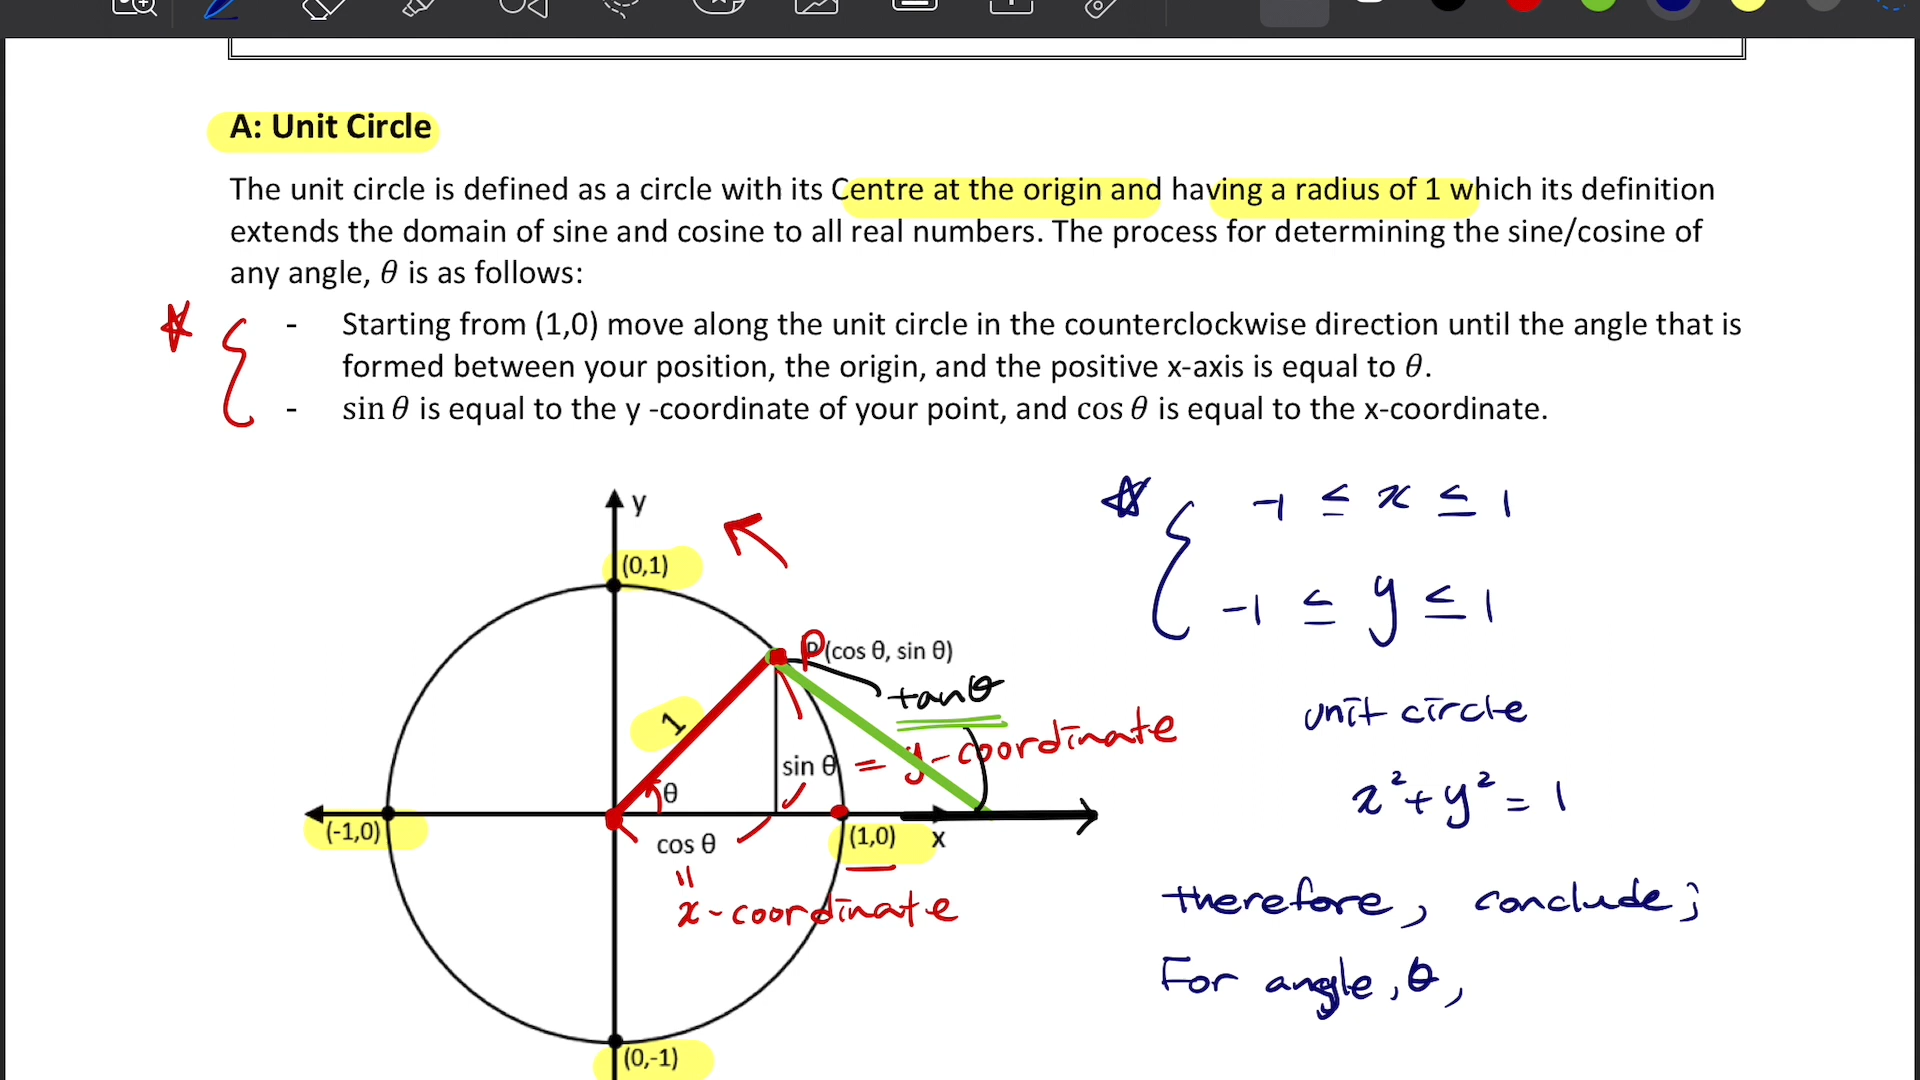 A: Unit Circle
The unit circle is defined as a circle with its Centre at the origin and having a radius of 1 which its definition
extends the domain of sine and cosine to all real numbers. The process for determining the sine/cosine of
any angle, θ is as follows:
- Starting from (1,0) move along the unit circle in the counterclockwise direction until the angle that is
formed between your position, the origin, and the positive x-axis is equal to θ.
- sin θ is equal to the y -coordinate of your point, and cos θ is equal to the x-coordinate.
y
(0,1)
P(cos θ, sin θ)
tanθ
1
sin θ = y-coordinate
θ
(-1,0)
cos θ
(1,0)
x
=
x-coordinate
(0,-1)
-1 ≤ x ≤ 1
-1 ≤ y ≤ 1
unit circle
x² + y² = 1
therefore, conclude;
For angle, θ,